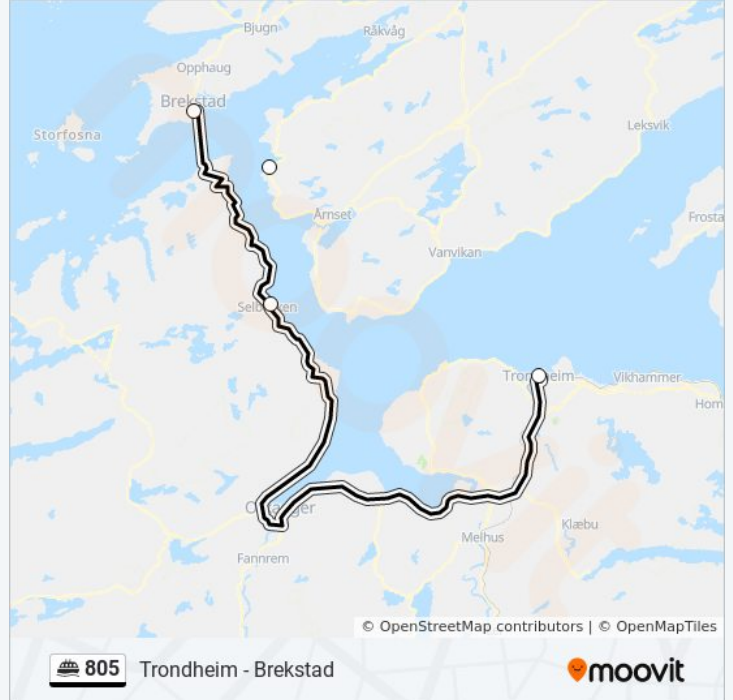 Bjugn
Råkvåg
Opphaug
Brekstad
Storfosna
Leksvik
Årnset
Frosta
Vanvikan
Trondheim
Vikhammer
Hom
Klæbu
Melhus
Fannrem
© OpenStreetMap contributors | © OpenMapTiles
805 Trondheim - Brekstad
moovit